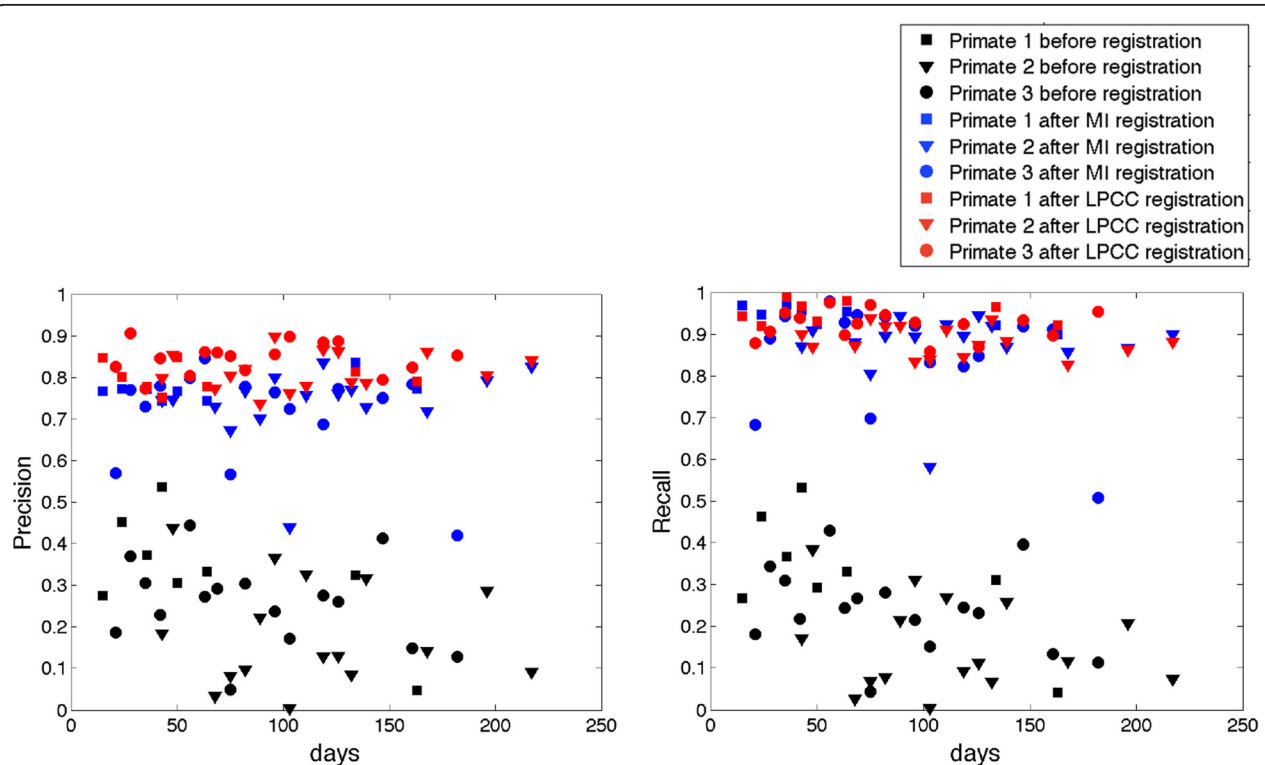 Primate 1 before registration
Primate 2 before registration
Primate 3 before registration
Primate 1 after MI registration
Primate 2 after MI registration
Primate 3 after MI registration
Primate 1 after LPCC registration
Primate 2 after LPCC registration
Primate 3 after LPCC registration
1
0.9
0.8
0.7
0.6
0.5
0.4
0.3
0.2
0.1
0
Precision
0 50 100 150 200 250
days
1
0.9
0.8
0.7
0.6
0.5
0.4
0.3
0.2
0.1
0
Recall
0 50 100 150 200 250
days